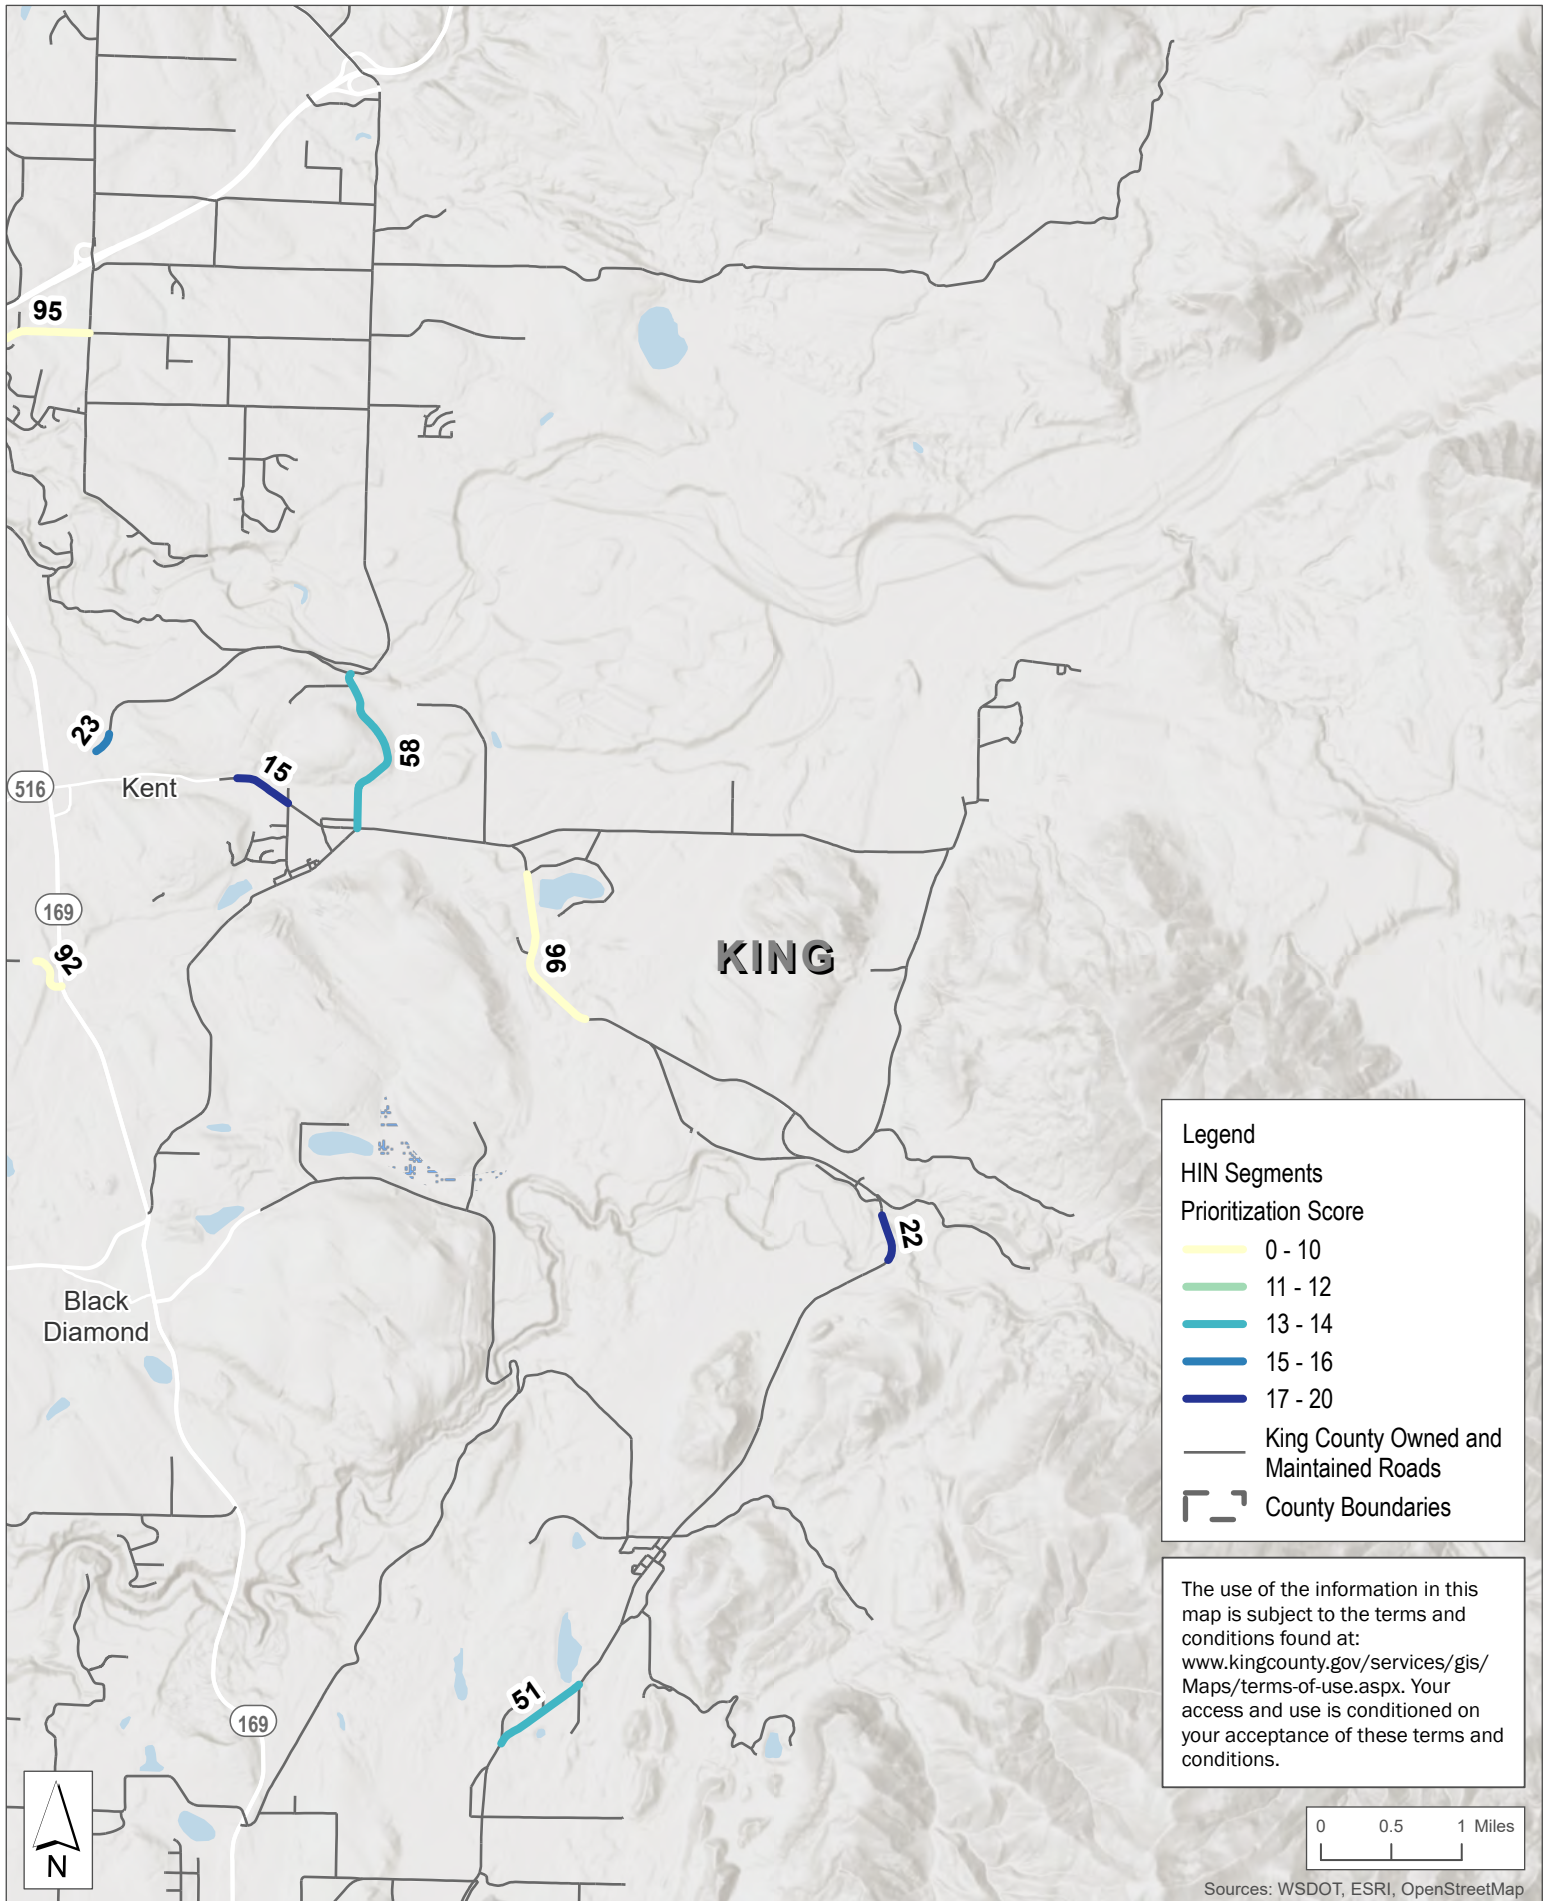 95
23
15
58
516
Kent
169
92
96
KING
22
Black
Diamond
51
169
N
Legend
HIN Segments
Prioritization Score
0 - 10
11 - 12
13 - 14
15 - 16
17 - 20
King County Owned and
Maintained Roads
County Boundaries
The use of the information in this
map is subject to the terms and
conditions found at:
www.kingcounty.gov/services/gis/
Maps/terms-of-use.aspx. Your
access and use is conditioned on
your acceptance of these terms and
conditions.
0 0.5 1 Miles
Sources: WSDOT, ESRI, OpenStreetMap